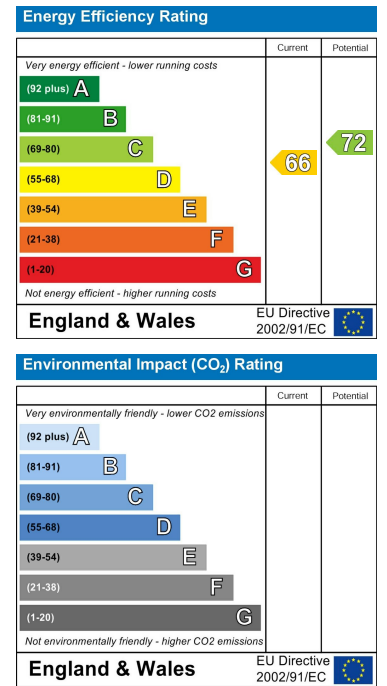 Energy Efficiency Rating
Current Potential
Very energy efficient - lower running costs
(92 plus) A
(81-91) B
(69-80) C
(55-68) D
(39-54) E
(21-38) F
(1-20) G
66
72
Not energy efficient - higher running costs
England & Wales
EU Directive
2002/91/EC
Environmental Impact (CO₂) Rating
Current Potential
Very environmentally friendly - lower CO2 emissions
(92 plus) A
(81-91) B
(69-80) C
(55-68) D
(39-54) E
(21-38) F
(1-20) G
Not environmentally friendly - higher CO2 emissions
England & Wales
EU Directive
2002/91/EC